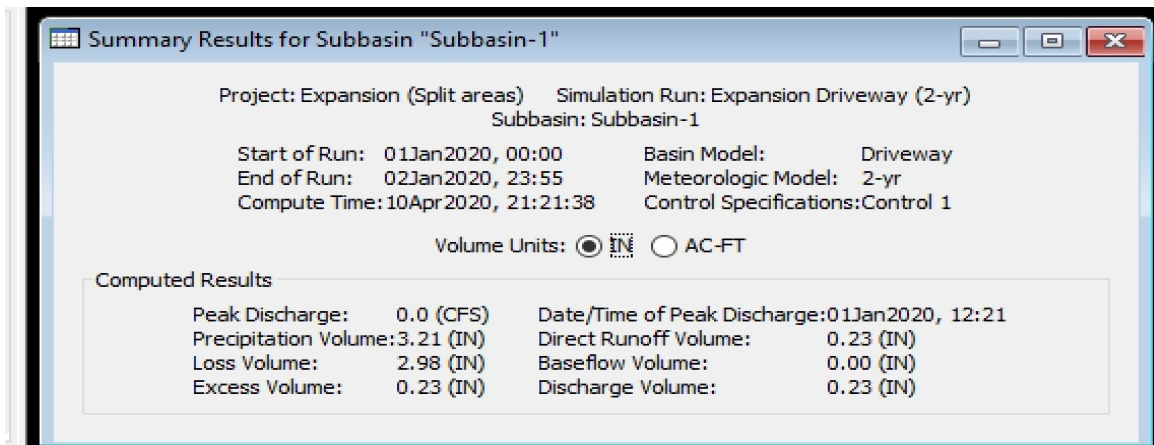 Summary Results for Subbasin "Subbasin-1"
Project: Expansion (Split areas) Simulation Run: Expansion Driveway (2-yr)
Subbasin: Subbasin-1
Start of Run: 01Jan2020, 00:00 Basin Model: Driveway
End of Run: 02Jan2020, 23:55 Meteorologic Model: 2-yr
Compute Time: 10Apr2020, 21:21:38 Control Specifications: Control 1
Volume Units: IN AC-FT
Computed Results
Peak Discharge: 0.0 (CFS) Date/Time of Peak Discharge: 01Jan2020, 12:21
Precipitation Volume: 3.21 (IN) Direct Runoff Volume: 0.23 (IN)
Loss Volume: 2.98 (IN) Baseflow Volume: 0.00 (IN)
Excess Volume: 0.23 (IN) Discharge Volume: 0.23 (IN)